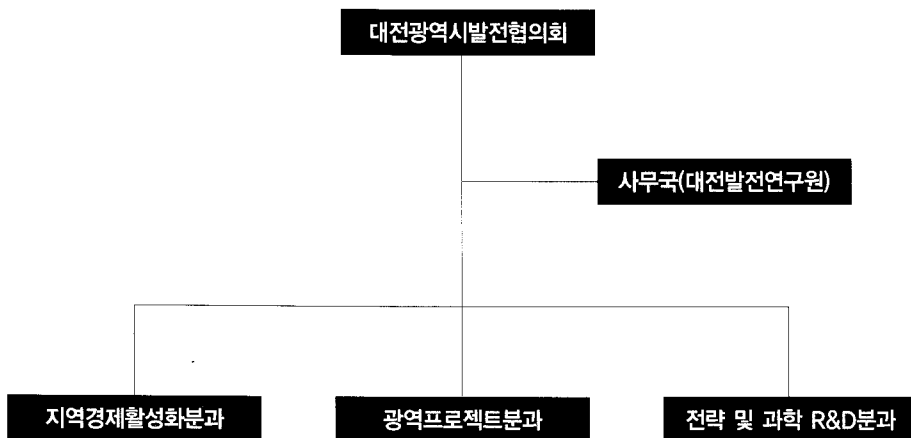 대전광역시발전협의회
사무국(대전발전연구원)
지역경제활성화분과
광역프로젝트분과
전략 및 과학 R&D분과